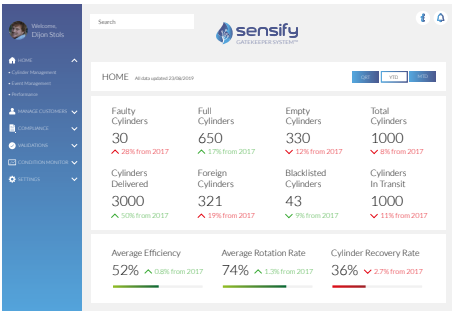 Welcome,
Dijon Stols
HOME
• Cylinder Management
• Event Management
• Performance
MANAGE CUSTOMERS
COMPLIANCE
VALIDATIONS
CONDITION MONITOR
SETTINGS
Search
sensify
GATEKEEPER SYSTEM™
HOME All data updated 23/08/2019
YTD
MTD
Faulty Cylinders
30
28% from 2017
Full Cylinders
650
17% from 2017
Empty Cylinders
330
12% from 2017
Total Cylinders
1000
8% from 2017
Cylinders Delivered
3000
50% from 2017
Foreign Cylinders
321
19% from 2017
Blacklisted Cylinders
43
9% from 2017
Cylinders In Transit
1000
11% from 2017
Average Efficiency
52% 0.8% from 2017
Average Rotation Rate
74% 1.3% from 2017
Cylinder Recovery Rate
36% 2.7% from 2017